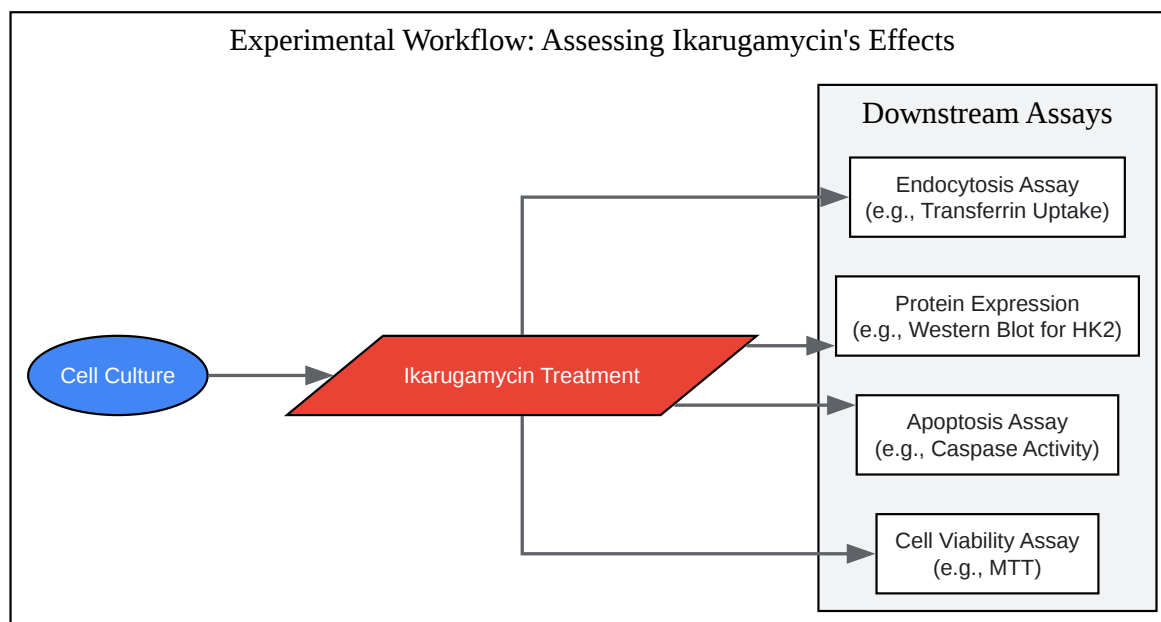 Experimental Workflow: Assessing Ikarugamycin's Effects
Downstream Assays
Endocytosis Assay
(e.g., Transferrin Uptake)
Protein Expression
(e.g., Western Blot for HK2)
Cell Culture
Ikarugamycin Treatment
Apoptosis Assay
(e.g., Caspase Activity)
Cell Viability Assay
(e.g., MTT)